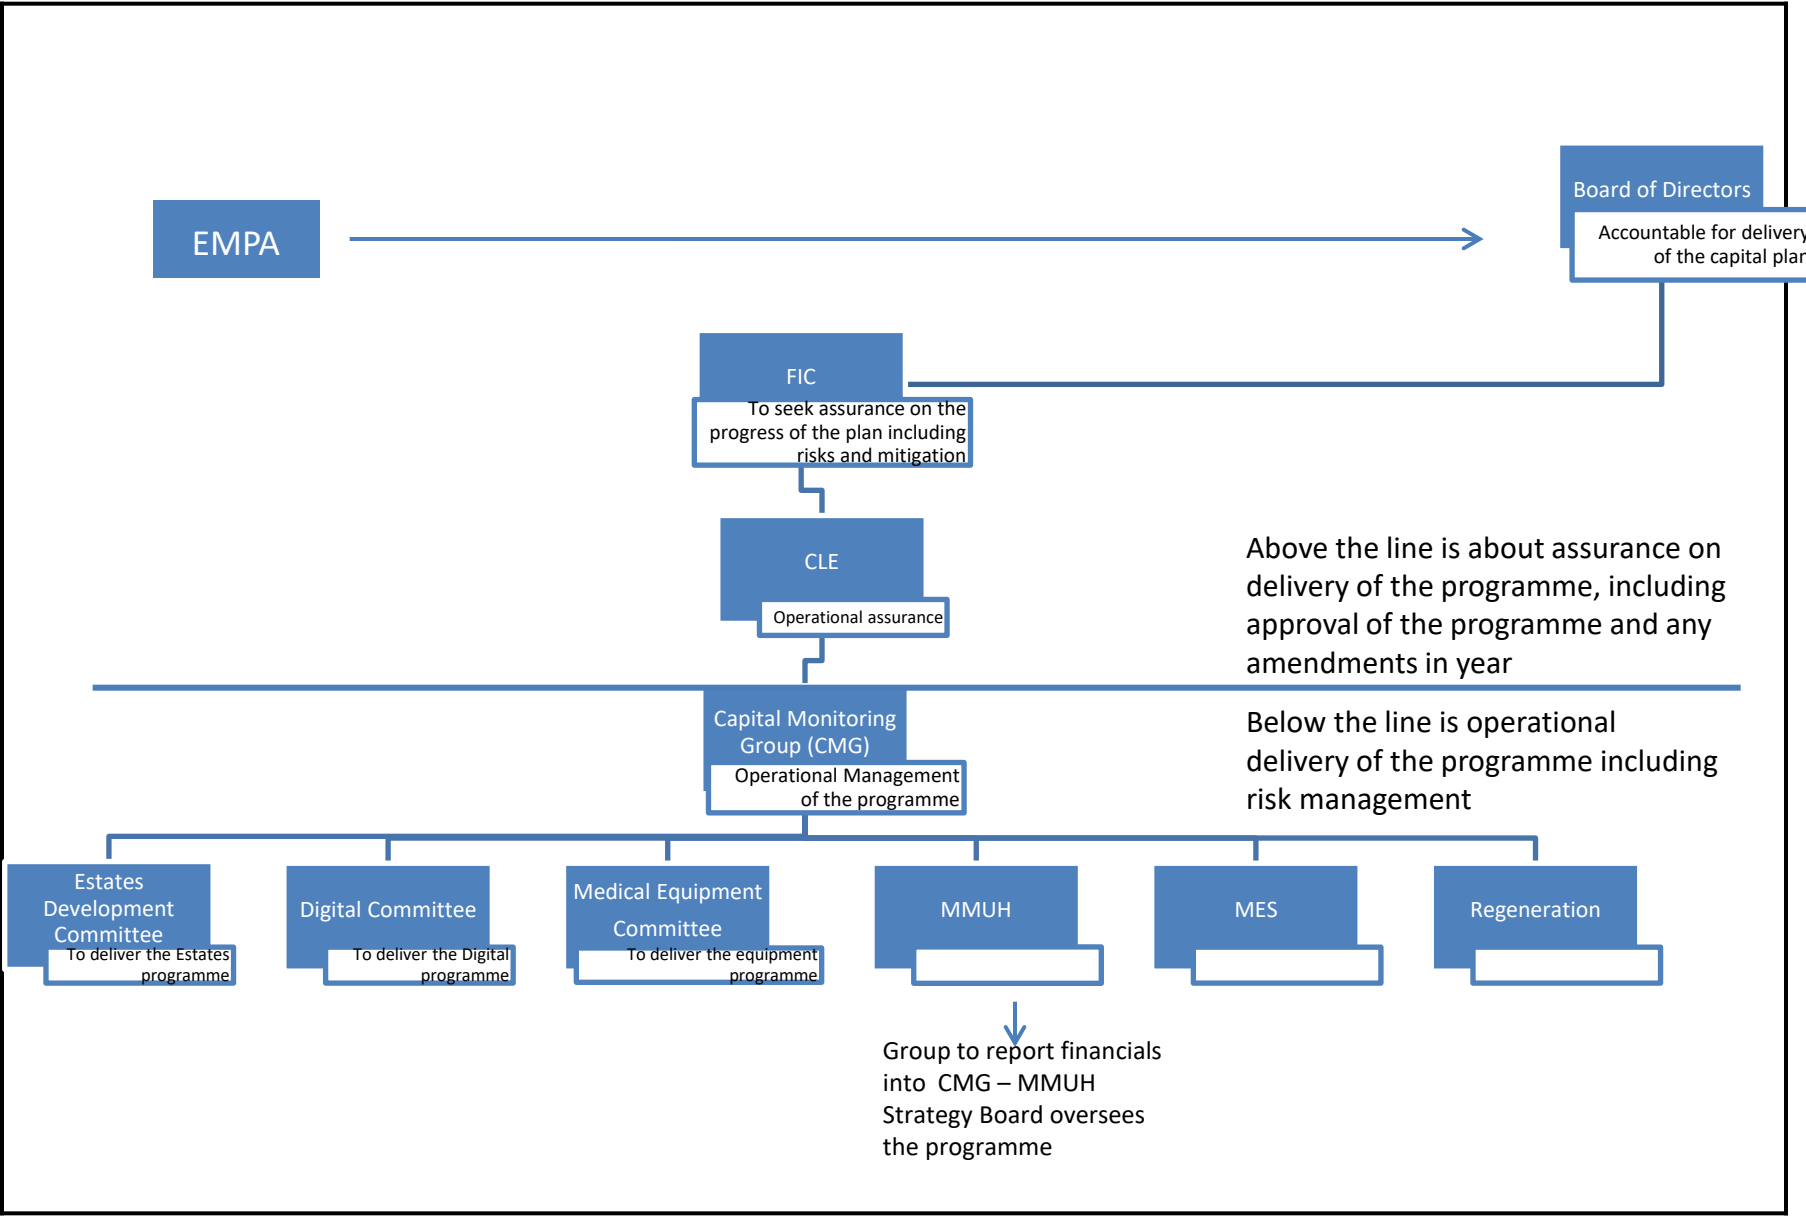 Board of Directors
EMPA
Accountable for delivery
of the capital plan
FIC
To seek assurance on the
progress of the plan including
risks and mitigation
CLE
Operational assurance
Above the line is about assurance on
delivery of the programme, including
approval of the programme and any
amendments in year
Capital Monitoring
Group (CMG)
Operational Management
of the programme
Below the line is operational
delivery of the programme including
risk management
Estates
Development
Committee
To deliver the Estates
programme
Digital Committee
To deliver the Digital
programme
Medical Equipment
Committee
To deliver the equipment
programme
MMUH
MES
Regeneration
Group to report financials
into CMG – MMUH
Strategy Board oversees
the programme